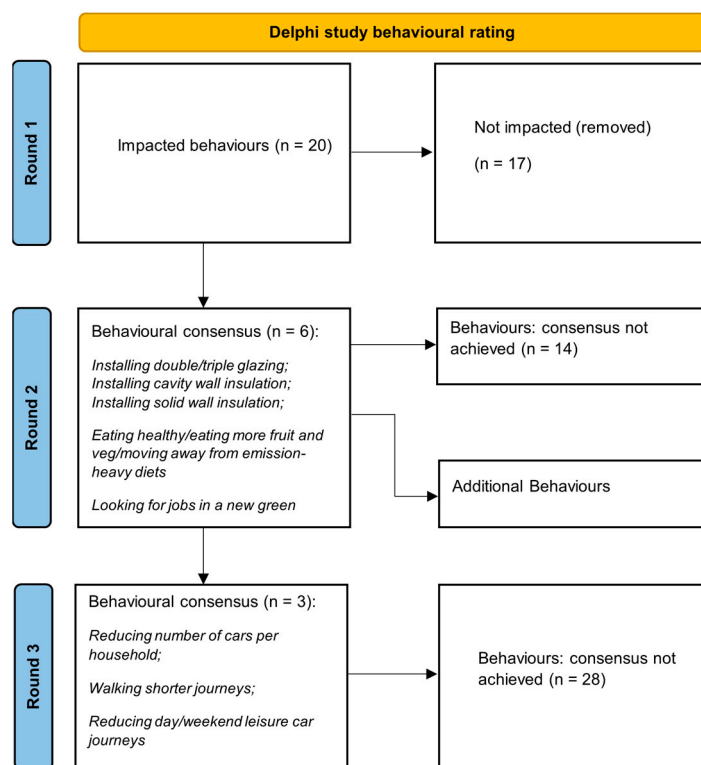 Delphi study behavioural rating
Round 1
Impacted behaviours (n = 20)
Not impacted (removed)
(n = 17)
Round 2
Behavioural consensus (n = 6):
Installing double/triple glazing;
Installing cavity wall insulation;
Installing solid wall insulation;
Eating healthy/eating more fruit and
veg/moving away from emission-
heavy diets
Looking for jobs in a new green
Behaviours: consensus not
achieved (n = 14)
Additional Behaviours
Round 3
Behavioural consensus (n = 3):
Reducing number of cars per
household;
Walking shorter journeys;
Reducing day/weekend leisure car
journeys
Behaviours: consensus not
achieved (n = 28)